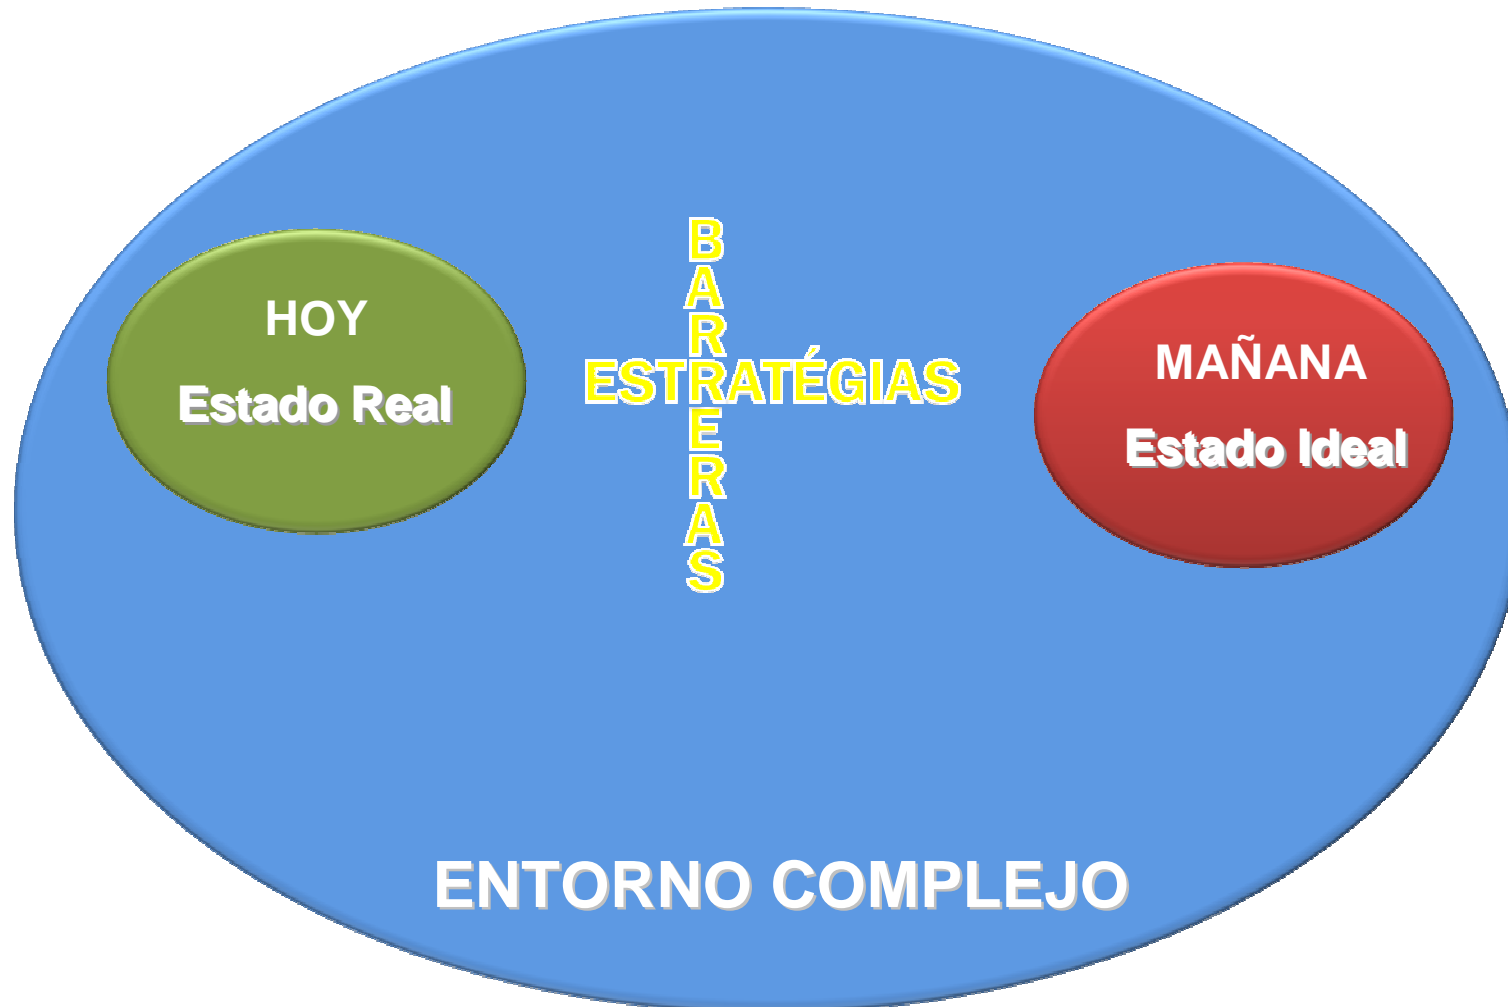 HOY
Estado Real
BARRERAS
ESTRATÉGIAS
MAÑANA
Estado Ideal
ENTORNO COMPLEJO